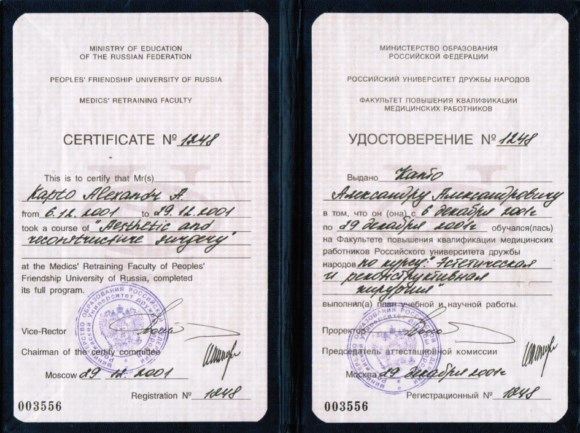 MINISTRY OF EDUCATION
OF THE RUSSIAN FEDERATION
PEOPLES' FRIENDSHIP UNIVERSITY OF RUSSIA
MEDICS' RETRAINING FACULTY
CERTIFICATE № 1248
This is to certify that Mr(s)
Kapto Alexandr A.
from 6.12.2001 to 29.12.2001
took a course of "Aesthetic and
reconstructive surgery"
at the Medics' Retraining Faculty of Peoples'
Friendship University of Russia, completed
its full program.
Vice-Rector
Chairman of the certify committee
Moscow 29.12.2001
Registration № 1248
003556
МИНИСТЕРСТВО ОБРАЗОВАНИЯ
РОССИЙСКОЙ ФЕДЕРАЦИИ
РОССИЙСКИЙ УНИВЕРСИТЕТ ДРУЖБЫ НАРОДОВ
ФАКУЛЬТЕТ ПОВЫШЕНИЯ КВАЛИФИКАЦИИ
МЕДИЦИНСКИХ РАБОТНИКОВ
УДОСТОВЕРЕНИЕ № 1248
Выдано Капто
Александру Александровичу
в том, что он (она) с 6 декабря 2001г
по 29 декабря 2001г обучался(лась)
на Факультете повышения квалификации медицинских
работников Российского университета дружбы
народов по курсу: "Эстетическая
и реконструктивная
хирургия"
выполнил(а) план учебной и научной работы.
Проректор
Председатель аттестационной комиссии
Москва 29 декабря 2001г
Регистрационный № 1248
003556